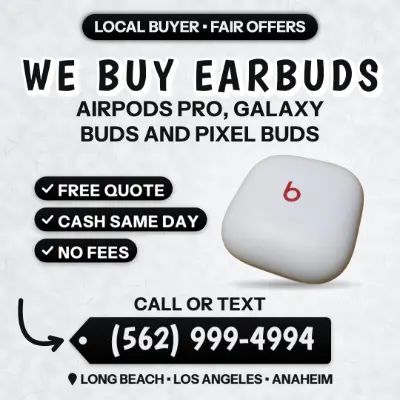 LOCAL BUYER • FAIR OFFERS
WE BUY EARBUDS
AIRPODS PRO, GALAXY
BUDS AND PIXEL BUDS
FREE QUOTE
CASH SAME DAY
NO FEES
CALL OR TEXT
(562) 999-4994
LONG BEACH • LOS ANGELES • ANAHEIM